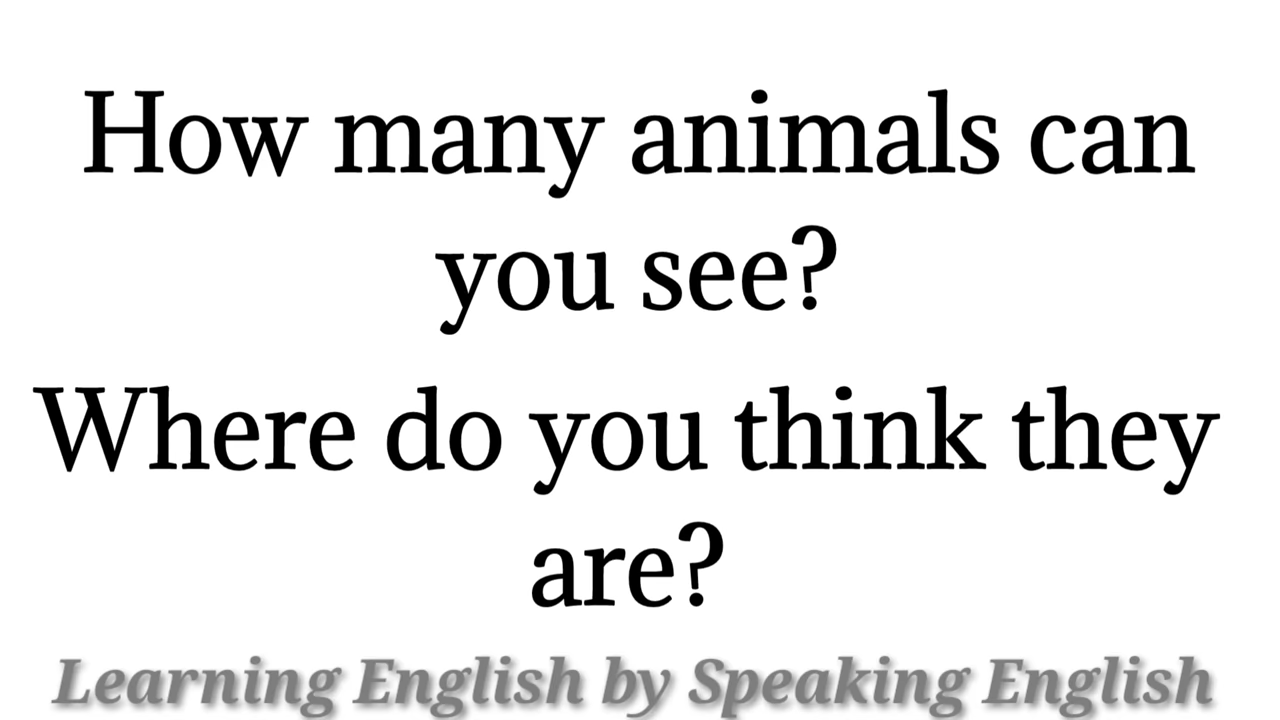 How many animals can
you see?
Where do you think they
are?
Learning English by Speaking English